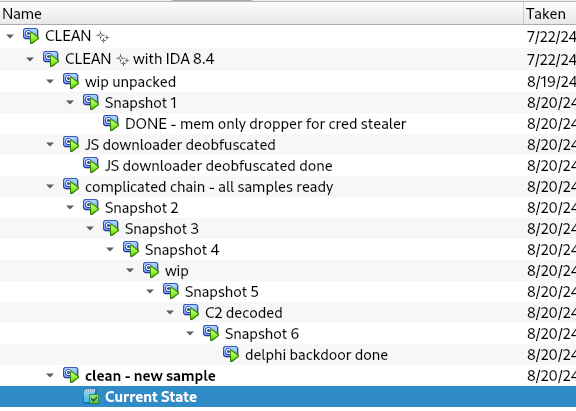 Name Taken
CLEAN ✨ 7/22/24
CLEAN ✨ with IDA 8.4 7/22/24
wip unpacked 8/19/24
Snapshot 1 8/20/24
DONE - mem only dropper for cred stealer 8/20/24
JS downloader deobfuscated 8/20/24
JS downloader deobfuscated done 8/20/24
complicated chain - all samples ready 8/20/24
Snapshot 2 8/20/24
Snapshot 3 8/20/24
Snapshot 4 8/20/24
wip 8/20/24
Snapshot 5 8/20/24
C2 decoded 8/20/24
Snapshot 6 8/20/24
delphi backdoor done 8/20/24
clean - new sample 8/20/24
Current State